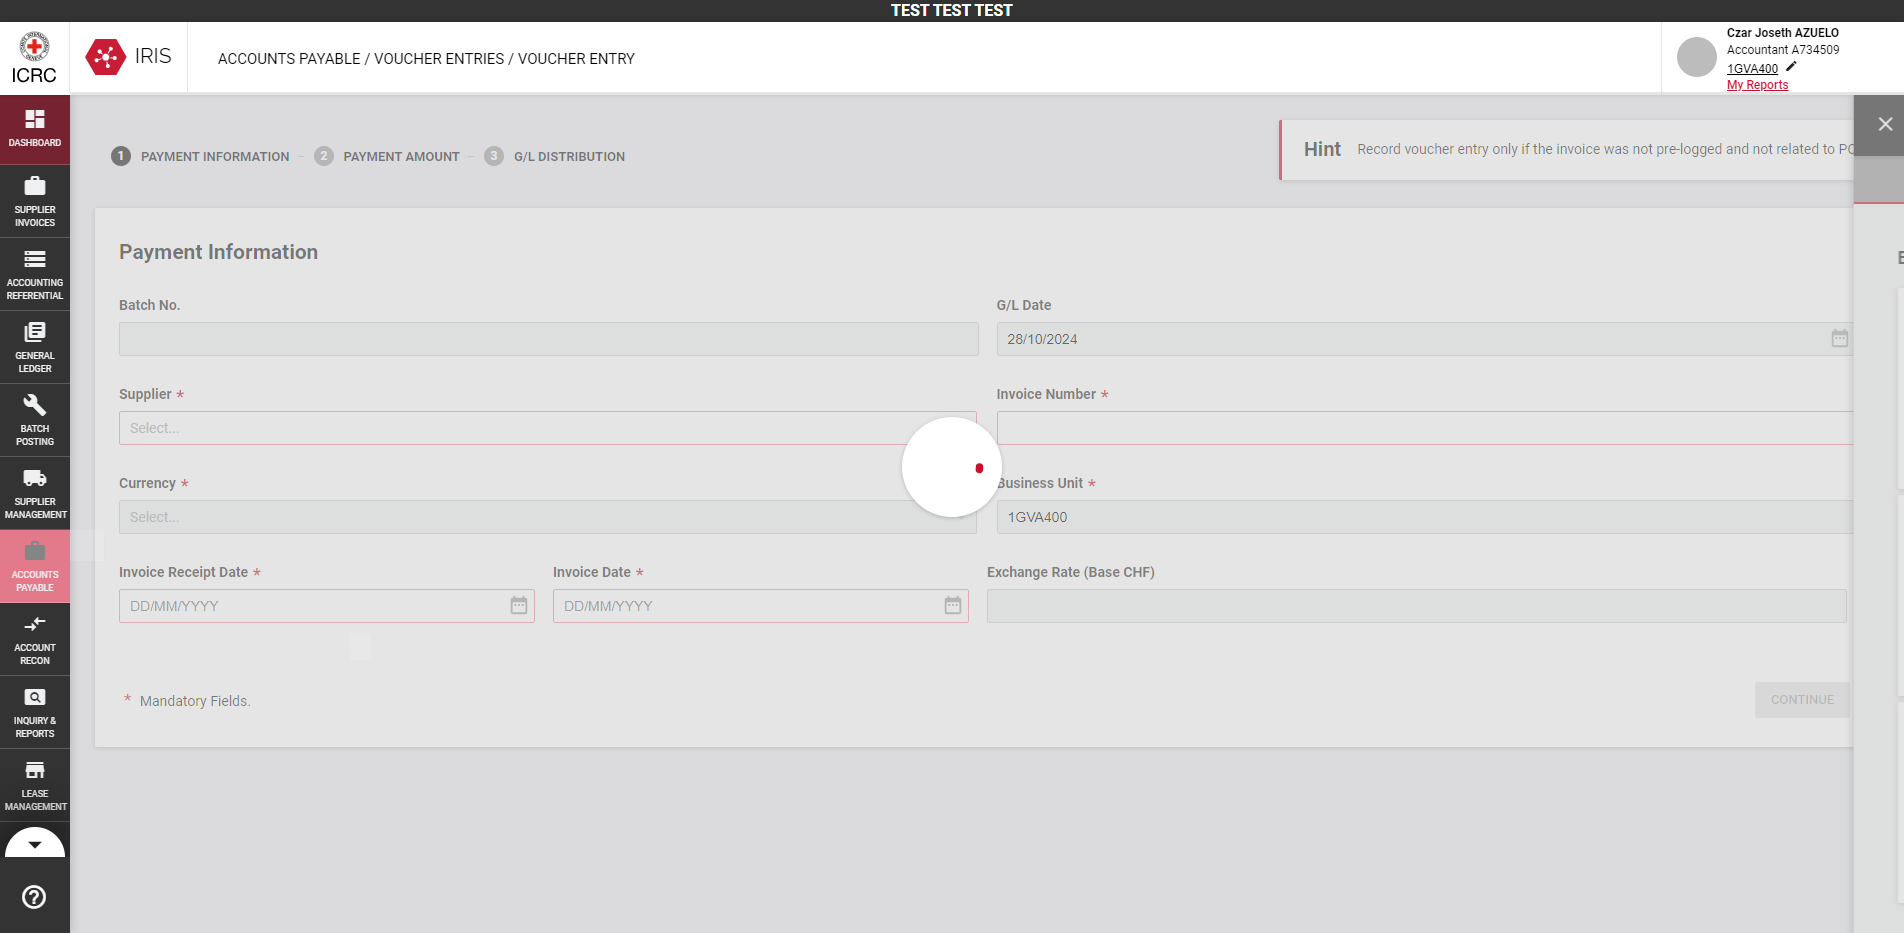 TEST TEST TEST
ICRC
IRIS
ACCOUNTS PAYABLE / VOUCHER ENTRIES / VOUCHER ENTRY
Czar Joseth AZUELO
Accountant A734509
1GVA400
My Reports
DASHBOARD
SUPPLIER
INVOICES
ACCOUNTING
REFERENTIAL
GENERAL
LEDGER
BATCH
POSTING
SUPPLIER
MANAGEMENT
ACCOUNTS
PAYABLE
ACCOUNT
RECON
INQUIRY &
REPORTS
LEASE
MANAGEMENT
1 PAYMENT INFORMATION
2 PAYMENT AMOUNT
3 G/L DISTRIBUTION
Hint Record voucher entry only if the invoice was not pre-logged and not related to PO
Payment Information
Batch No.
G/L Date
28/10/2024
Supplier *
Select...
Invoice Number *
Currency *
Select...
Business Unit *
1GVA400
Invoice Receipt Date *
DD/MM/YYYY
Invoice Date *
DD/MM/YYYY
Exchange Rate (Base CHF)
* Mandatory Fields.
CONTINUE